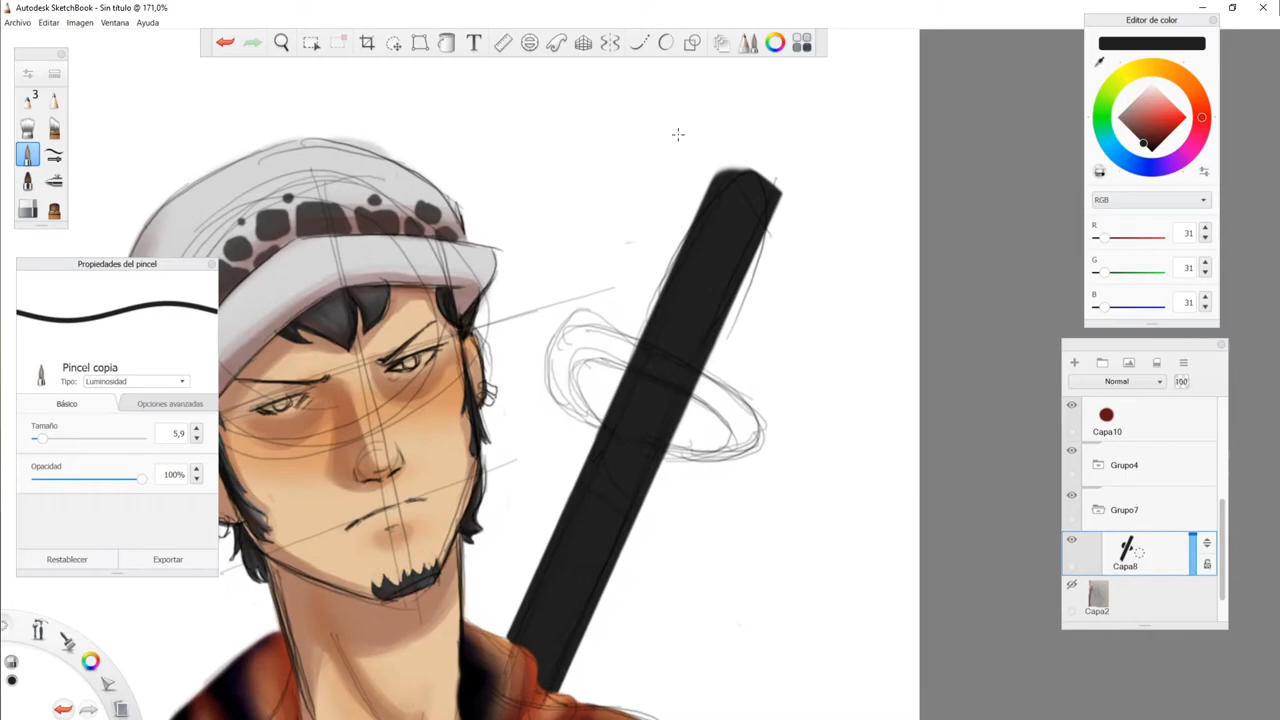 Autodesk SketchBook - Sin título @ 171,0%
Archivo Editar Imagen Ventana Ayuda
T
Editor de color
3
RGB
R 31
G 31
B 31
Propiedades del pincel
Pincel copia
Tipo: Luminosidad
Básico Opciones avanzadas
Tamaño
5,9
Opacidad
100%
Restablecer Exportar
Normal 100
Capa10
Grupo4
Grupo7
Capa8
Capa2